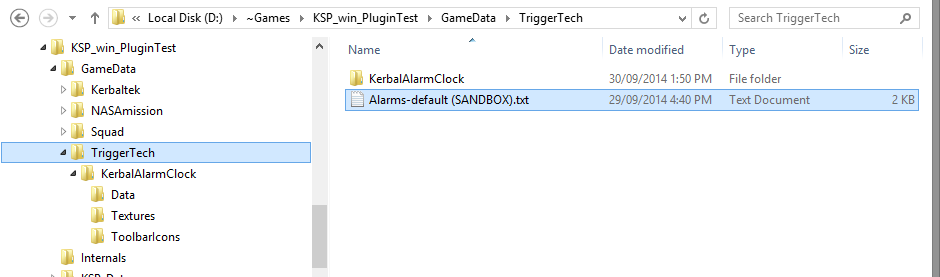 Local Disk (D:) ~Games KSP_win_PluginTest GameData TriggerTech
Search TriggerTech
KSP_win_PluginTest
GameData
Kerbaltek
NASAmission
Squad
TriggerTech
KerbalAlarmClock
Data
Textures
ToolbarIcons
Internals
Name Date modified Type Size
KerbalAlarmClock 30/09/2014 1:50 PM File folder
Alarms-default (SANDBOX).txt 29/09/2014 4:40 PM Text Document 2 KB